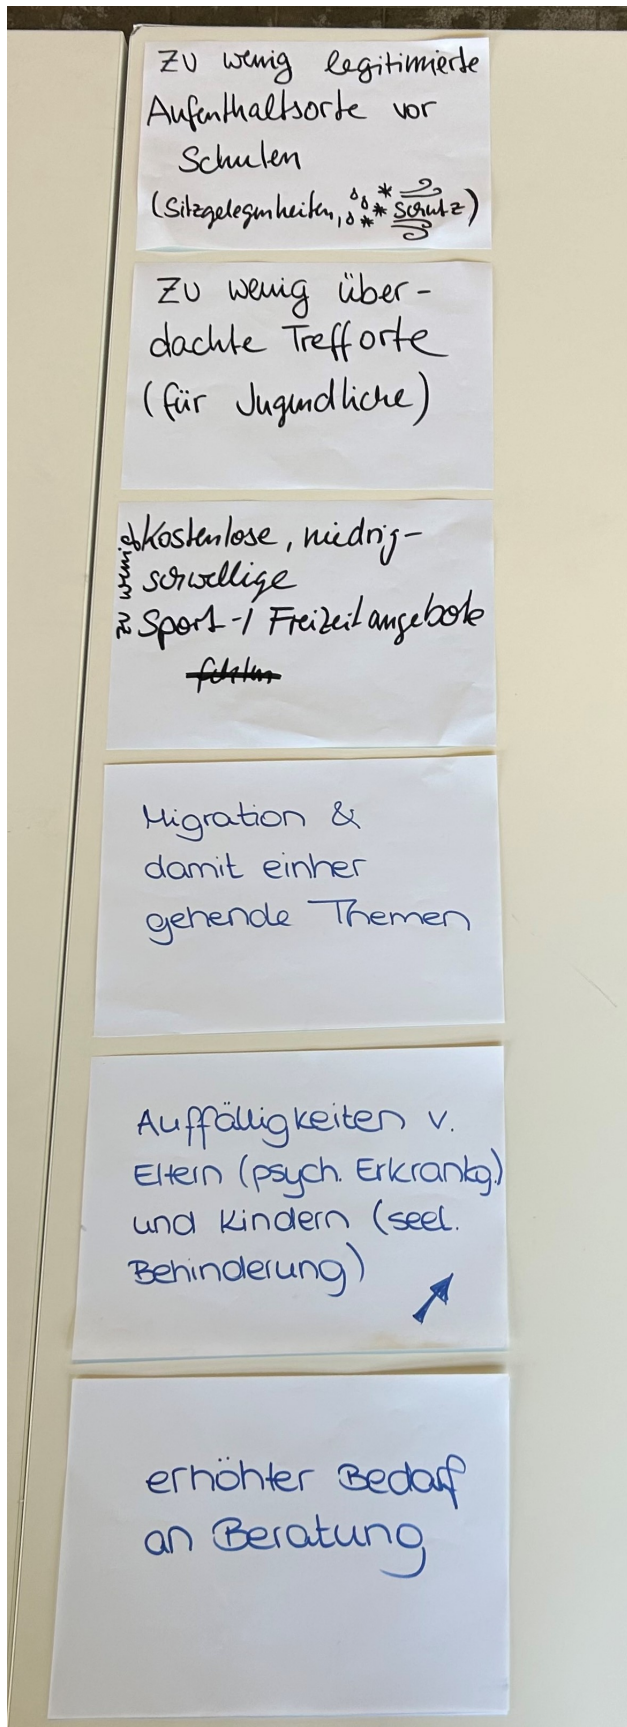 Zu wenig legitimierte
Aufenthaltsorte vor
Schulen
(Sitzgelegenheiten, Schutz)
Zu wenig über-
dachte Trefforte
(für Jugendliche)
zu wenig
Kostenlose, niedrig-
schwellige
Sport-/ Freizeitangebote
fehlen
Migration &
damit einher
gehende Themen
Auffälligkeiten v.
Eltern (psych. Erkrankg.)
und Kindern (seel.
Behinderung)
erhöhter Bedarf
an Beratung